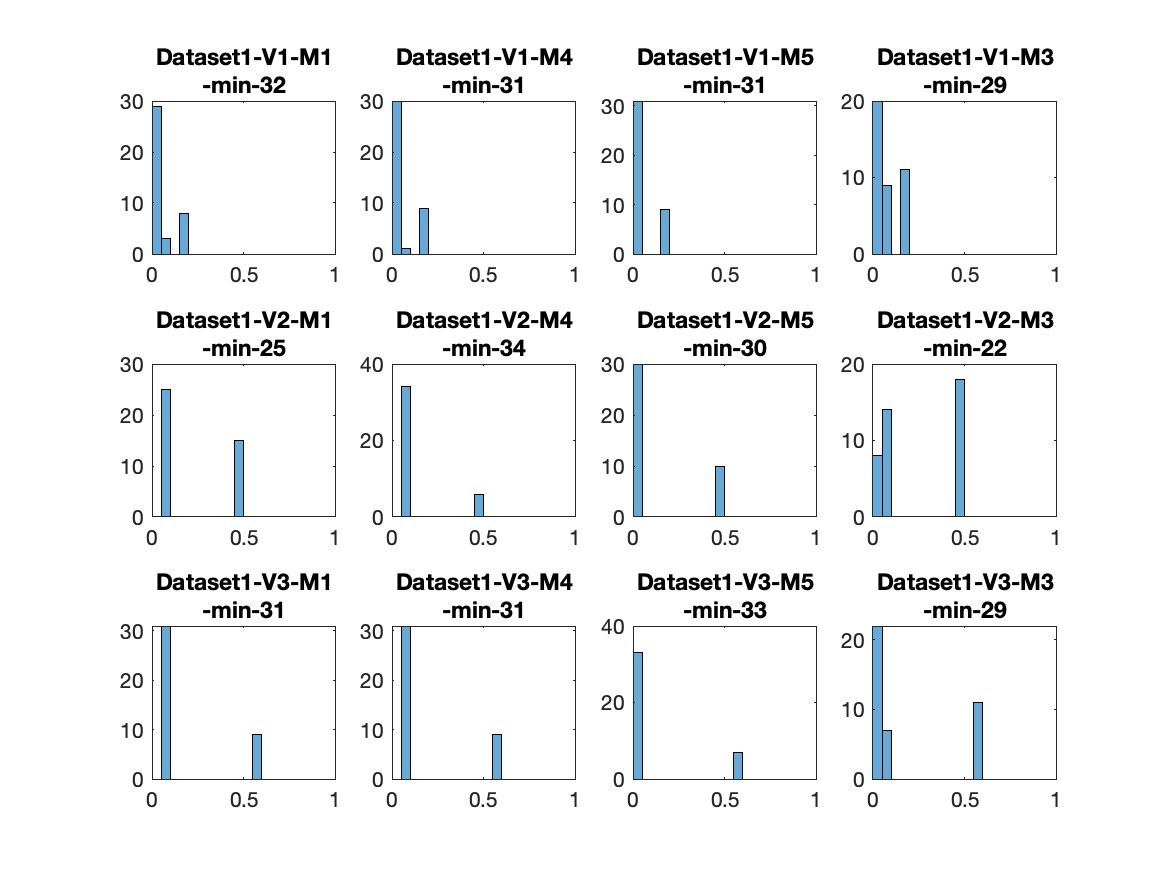 Dataset1-V1-M1
-min-32
30
20
10
0
0 0.5 1
Dataset1-V1-M4
-min-31
30
20
10
0
0 0.5 1
Dataset1-V1-M5
-min-31
30
20
10
0
0 0.5 1
Dataset1-V1-M3
-min-29
20
10
0
0 0.5 1
Dataset1-V2-M1
-min-25
30
20
10
0
0 0.5 1
Dataset1-V2-M4
-min-34
40
20
0
0 0.5 1
Dataset1-V2-M5
-min-30
30
20
10
0
0 0.5 1
Dataset1-V2-M3
-min-22
20
10
0
0 0.5 1
Dataset1-V3-M1
-min-31
30
20
10
0
0 0.5 1
Dataset1-V3-M4
-min-31
30
20
10
0
0 0.5 1
Dataset1-V3-M5
-min-33
40
20
0
0 0.5 1
Dataset1-V3-M3
-min-29
20
10
0
0 0.5 1